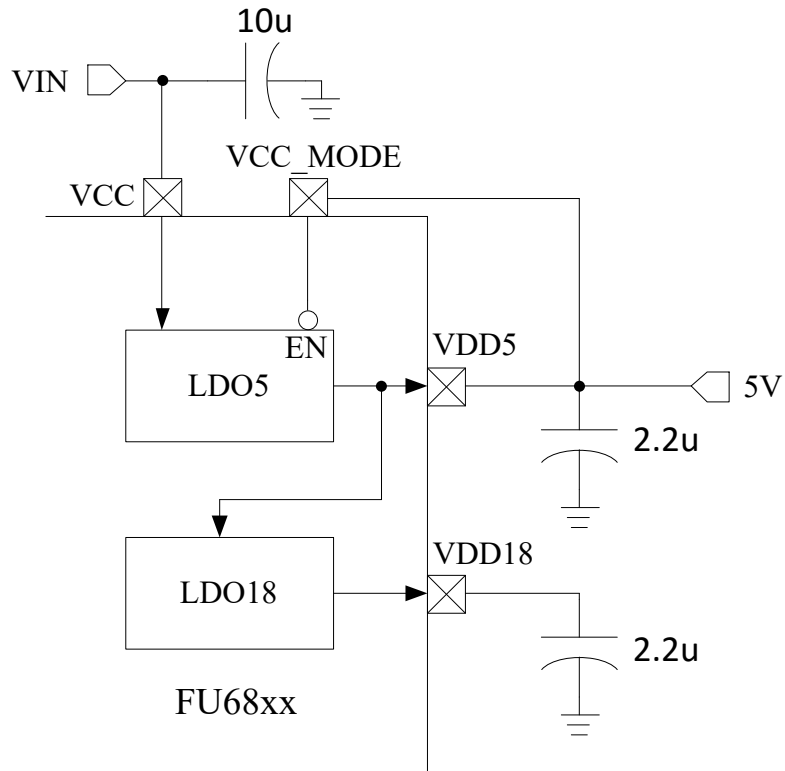 10u
VIN
VCC_MODE
VCC
EN
VDD5
LDO5
5V
2.2u
VDD18
LDO18
2.2u
FU68xx